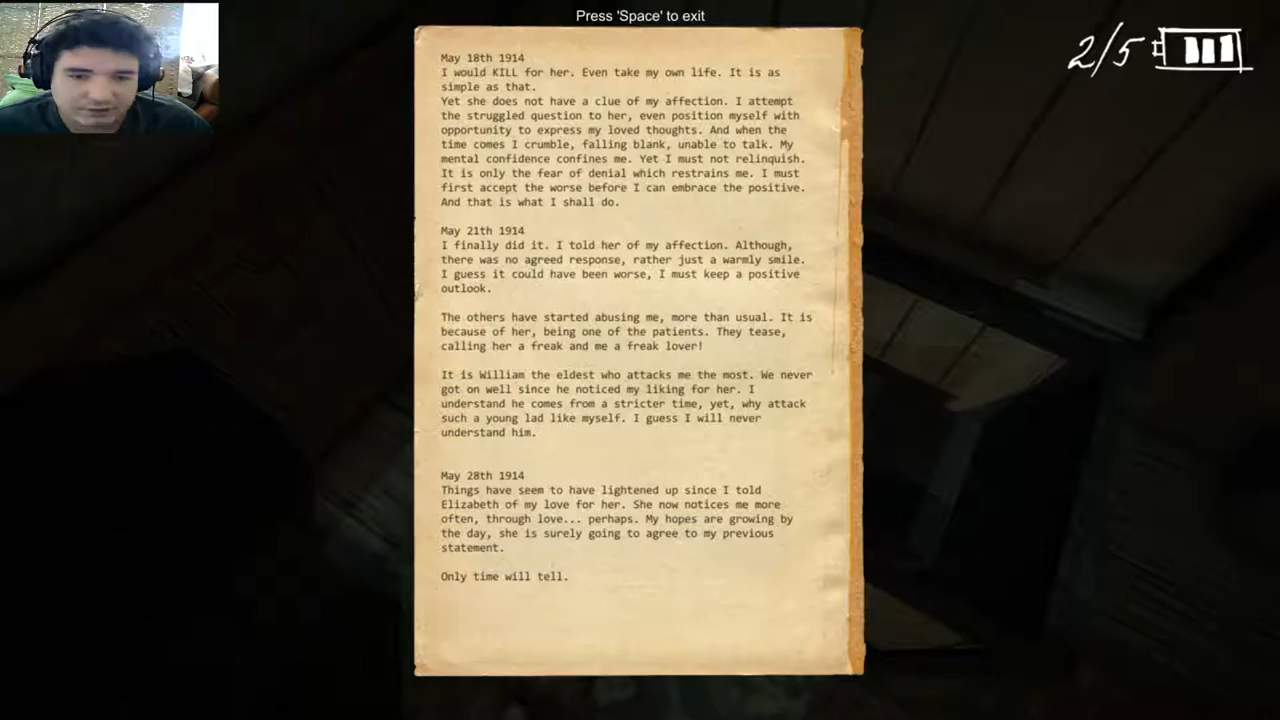 Press 'Space' to exit
2/5
May 18th 1914
I would KILL for her. Even take my own life. It is as
simple as that.
Yet she does not have a clue of my affection. I attempt
the struggled question to her, even position myself with
opportunity to express my loved thoughts. And when the
time comes I crumble, falling blank, unable to talk. My
mental confidence confines me. Yet I must not relinquish.
It is only the fear of denial which restrains me. I must
first accept the worse before I can embrace the positive.
And that is what I shall do.
May 21th 1914
I finally did it. I told her of my affection. Although,
there was no agreed response, rather just a warmly smile.
I guess it could have been worse, I must keep a positive
outlook.
The others have started abusing me, more than usual. It is
because of her, being one of the patients. They tease,
calling her a freak and me a freak lover!
It is William the eldest who attacks me the most. We never
got on well since he noticed my liking for her. I
understand he comes from a stricter time, yet, why attack
such a young lad like myself. I guess I will never
understand him.
May 28th 1914
Things have seem to have lightened up since I told
Elizabeth of my love for her. She now notices me more
often, through love... perhaps. My hopes are growing by
the day, she is surely going to agree to my previous
statement.
Only time will tell.